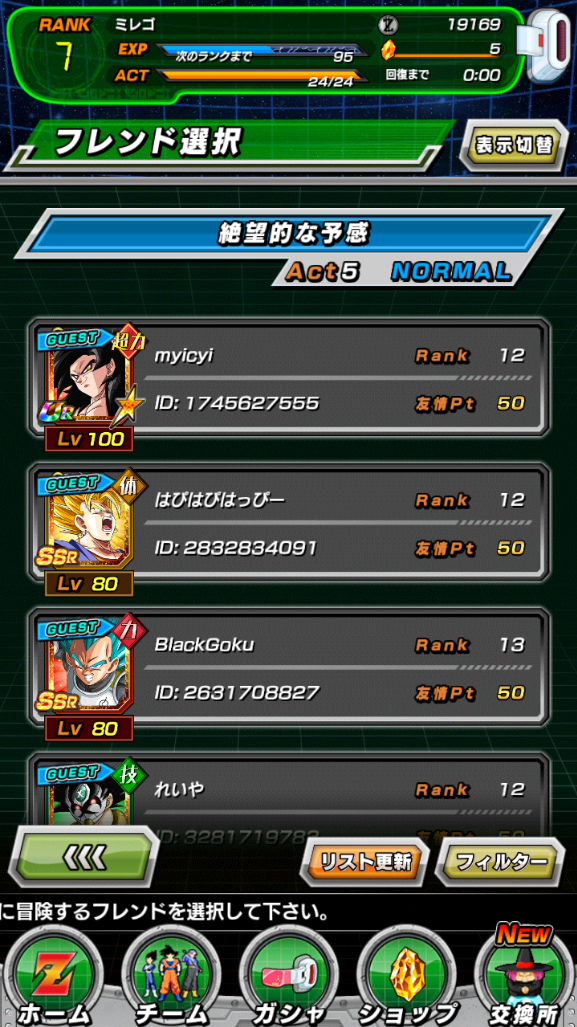 RANK 7 ミレゴ 19169
EXP 次のランクまで 95 5
ACT 24/24 回復まで 0:00
フレンド選択 表示切替
絶望的な予感
Act5 NORMAL
GUEST 超力
myicyi Rank 12
UR
ID: 1745627555 友情Pt 50
Lv 100
GUEST 体
はぴはぴはっぴー Rank 12
SSR
ID: 2832834091 友情Pt 50
Lv 80
GUEST 力
BlackGoku Rank 13
SSR
ID: 2631708827 友情Pt 50
Lv 80
GUEST 技
れいや Rank 12
ID: 3281719782 友情Pt 50
リスト更新 フィルター
に冒険するフレンドを選択して下さい。
NEW
ホーム チーム ガシャ ショップ 交換所